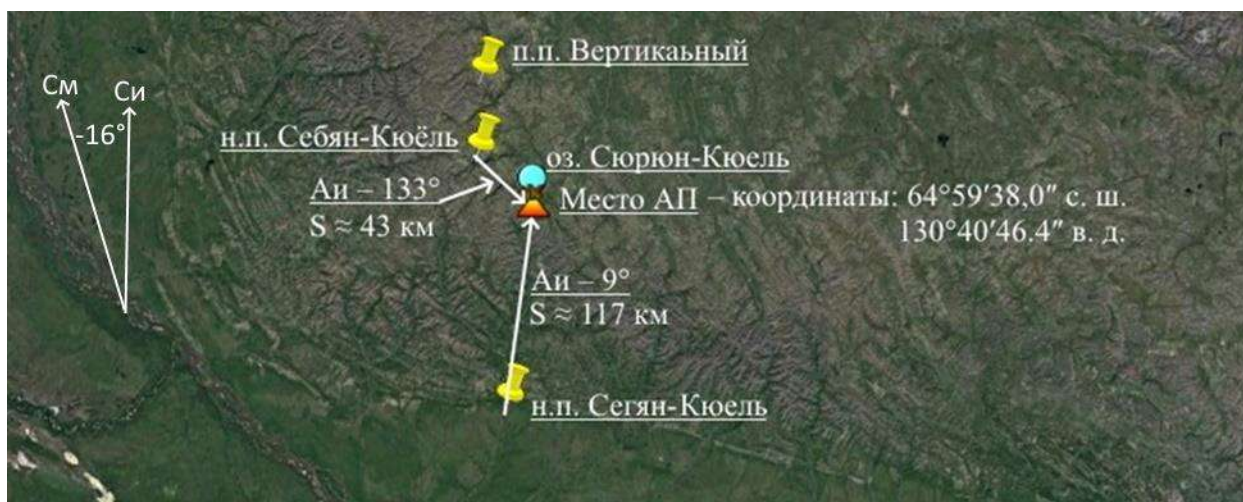 п.п. Вертикаьный
См
Си
-16°
н.п. Себян-Кюёль
оз. Сюрюн-Кюель
Аи – 133°
S ≈ 43 км
Место АП – координаты: 64°59′38,0″ с. ш.
130°40′46.4″ в. д.
Аи – 9°
S ≈ 117 км
н.п. Сегян-Кюель